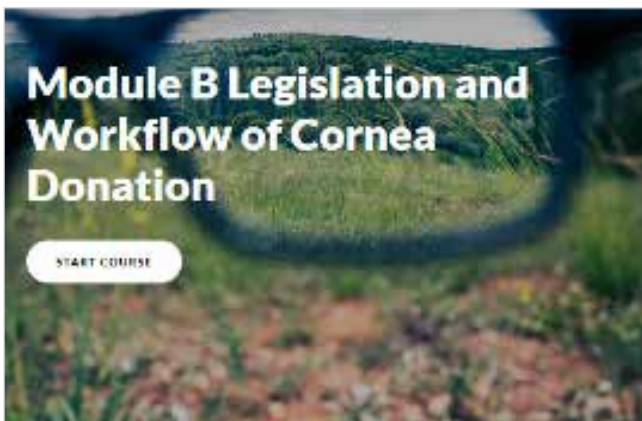 Module B Legislation and
Workflow of Cornea
Donation
START COURSE